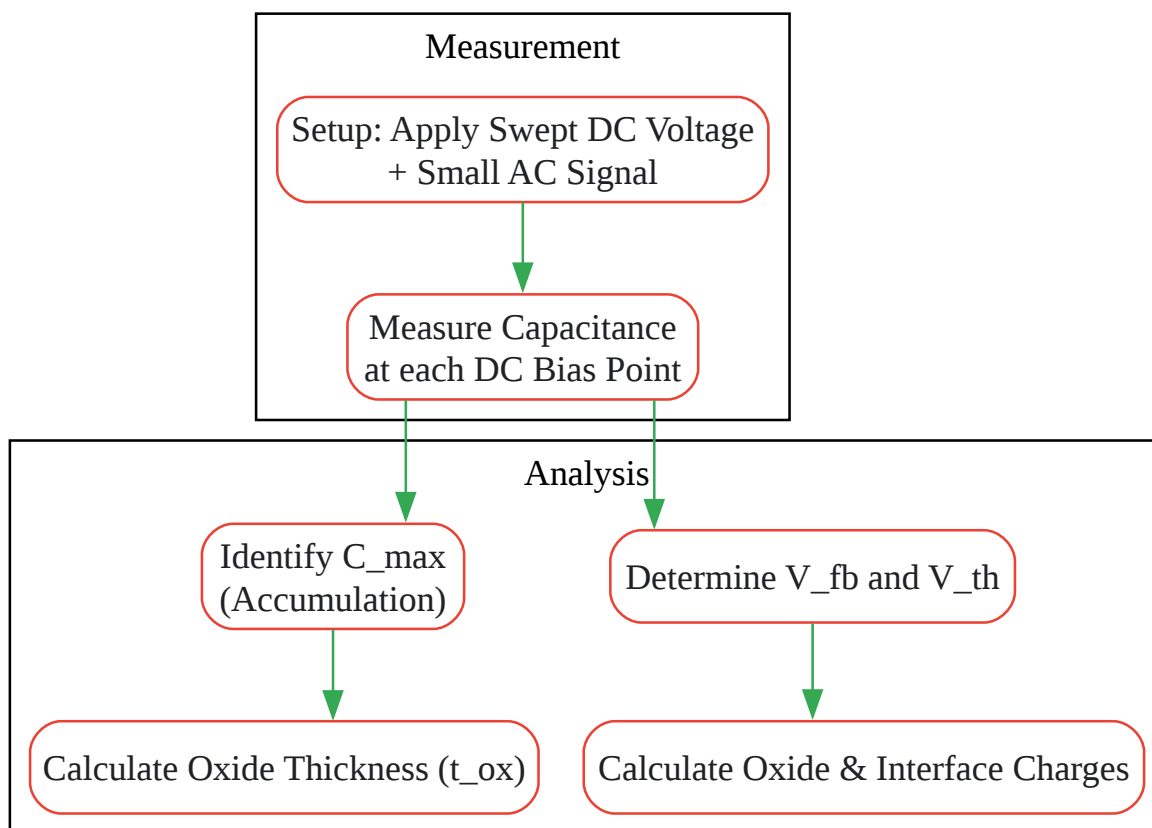 Measurement
Setup: Apply Swept DC Voltage
+ Small AC Signal
Measure Capacitance
at each DC Bias Point
Analysis
Identify C_max
(Accumulation)
Determine V_fb and V_th
Calculate Oxide Thickness (t_ox)
Calculate Oxide & Interface Charges